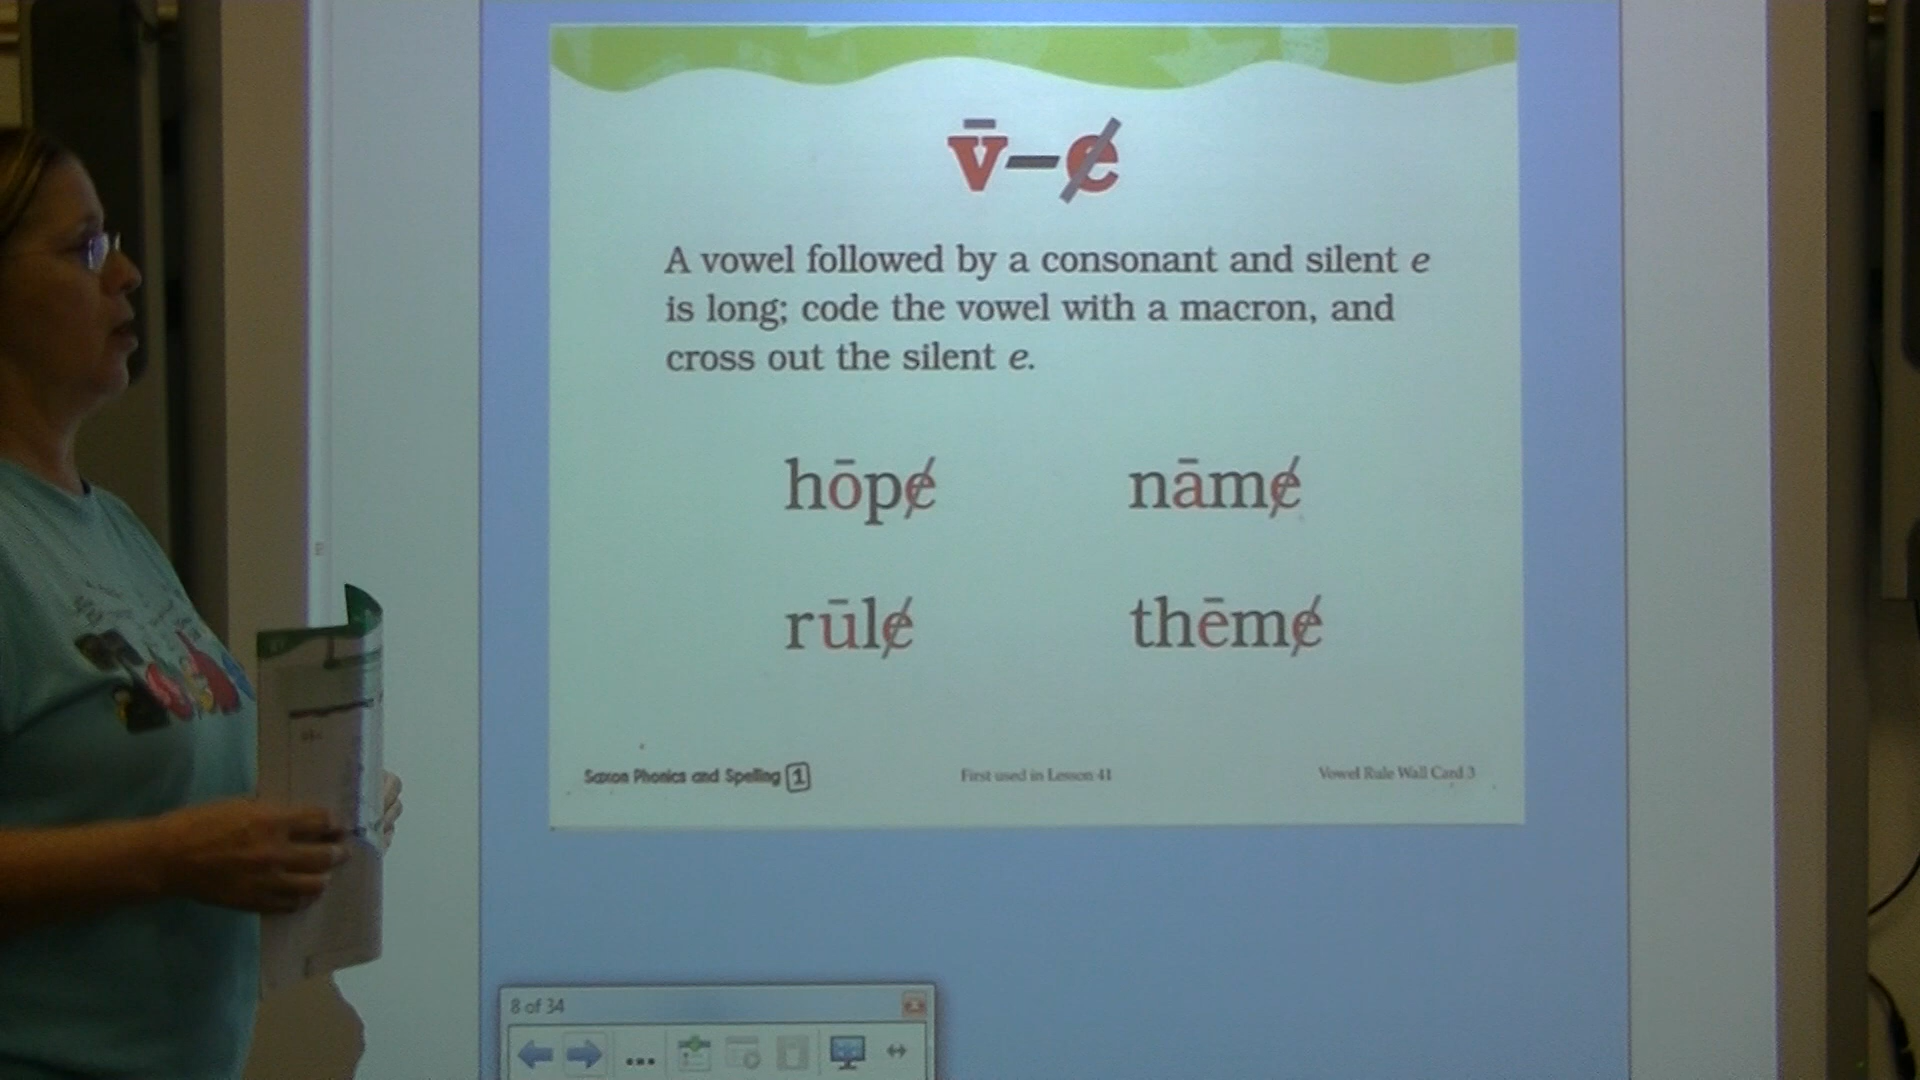 v̄–e̸
A vowel followed by a consonant and silent e
is long; code the vowel with a macron, and
cross out the silent e.
hōpe̸ nāme̸
rūle̸ thēme̸
Saxon Phonics and Spelling 1 First used in Lesson 41 Vowel Rule Wall Card 3
8 of 34